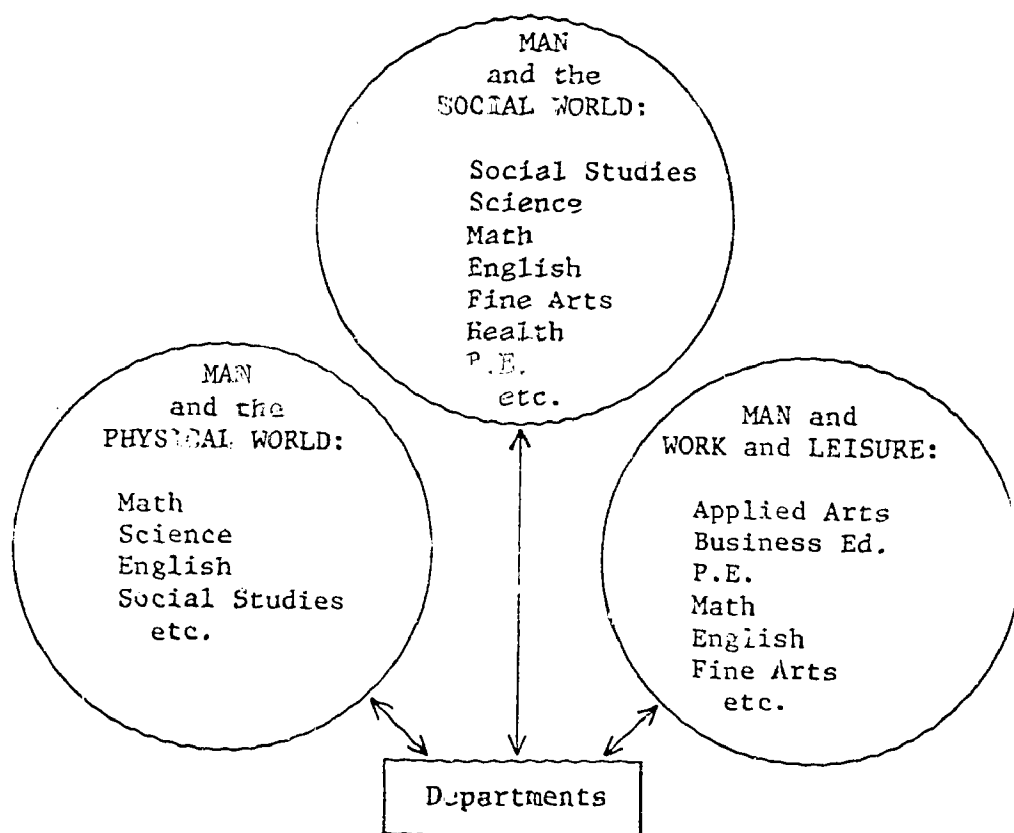 MAN
and the
SOCIAL WORLD:
Social Studies
Science
Math
English
Fine Arts
Health
P.E.
etc.
MAN
and the
PHYSICAL WORLD:
Math
Science
English
Social Studies
etc.
MAN and
WORK and LEISURE:
Applied Arts
Business Ed.
P.E.
Math
English
Fine Arts
etc.
Departments